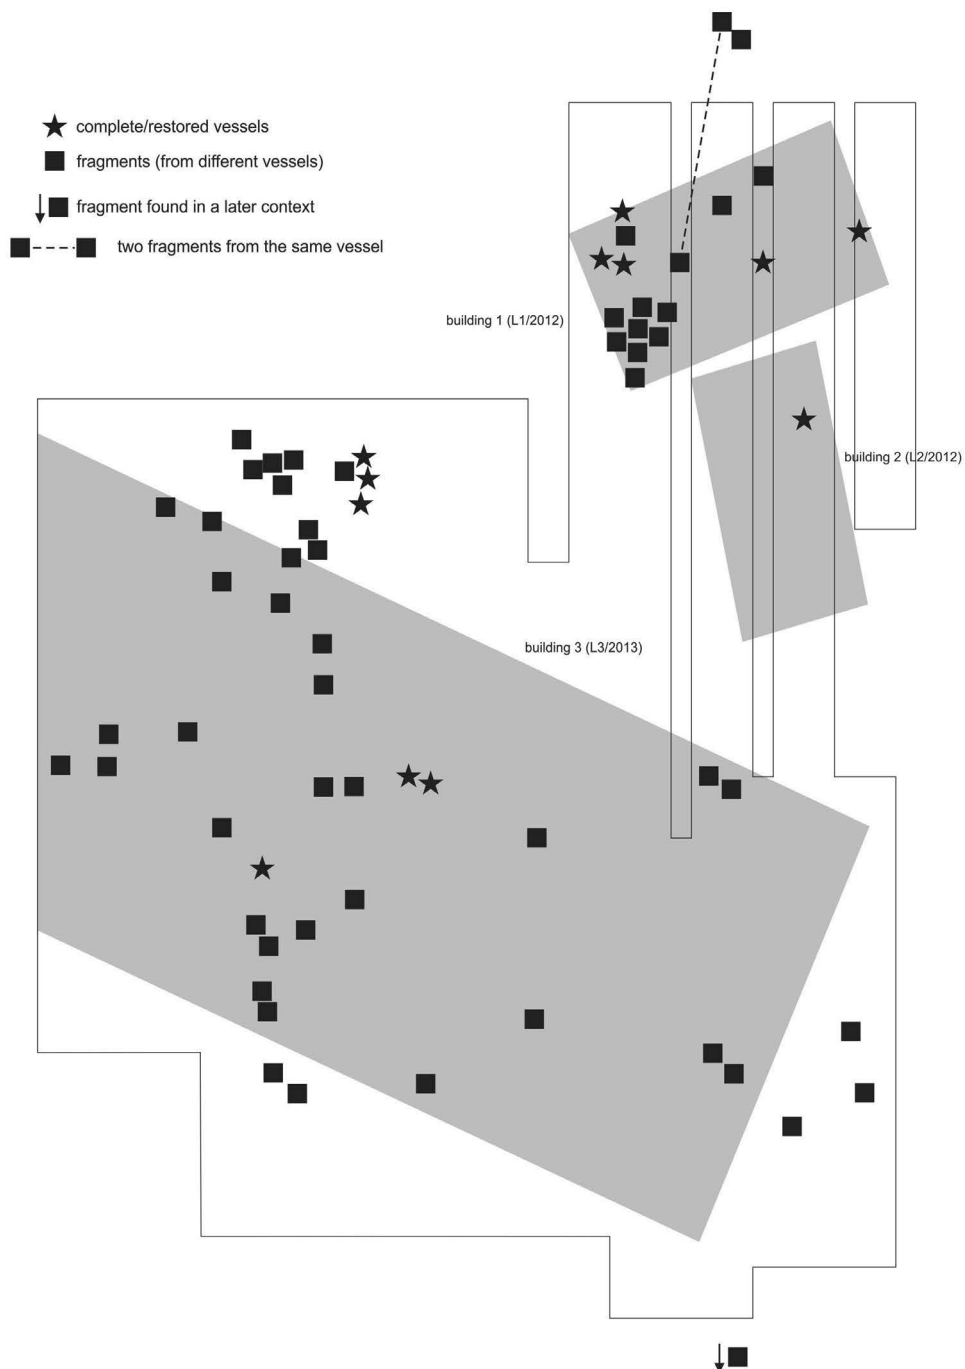 complete/restored vessels
fragments (from different vessels)
fragment found in a later context
two fragments from the same vessel
building 1 (L1/2012)
building 2 (L2/2012)
building 3 (L3/2013)